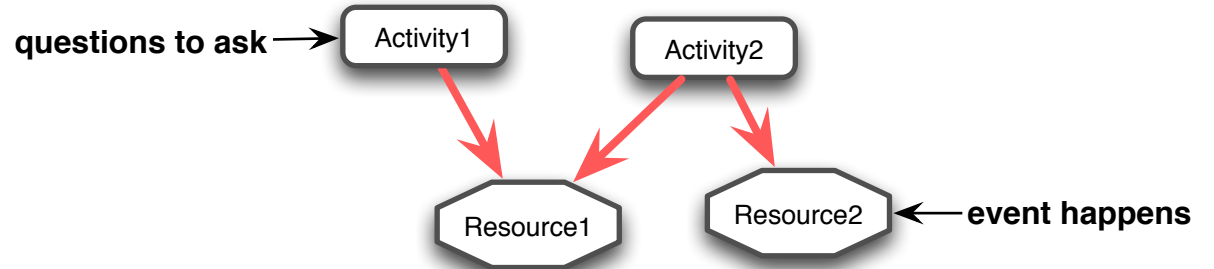 questions to ask
Activity1
Activity2
Resource1
Resource2
event happens